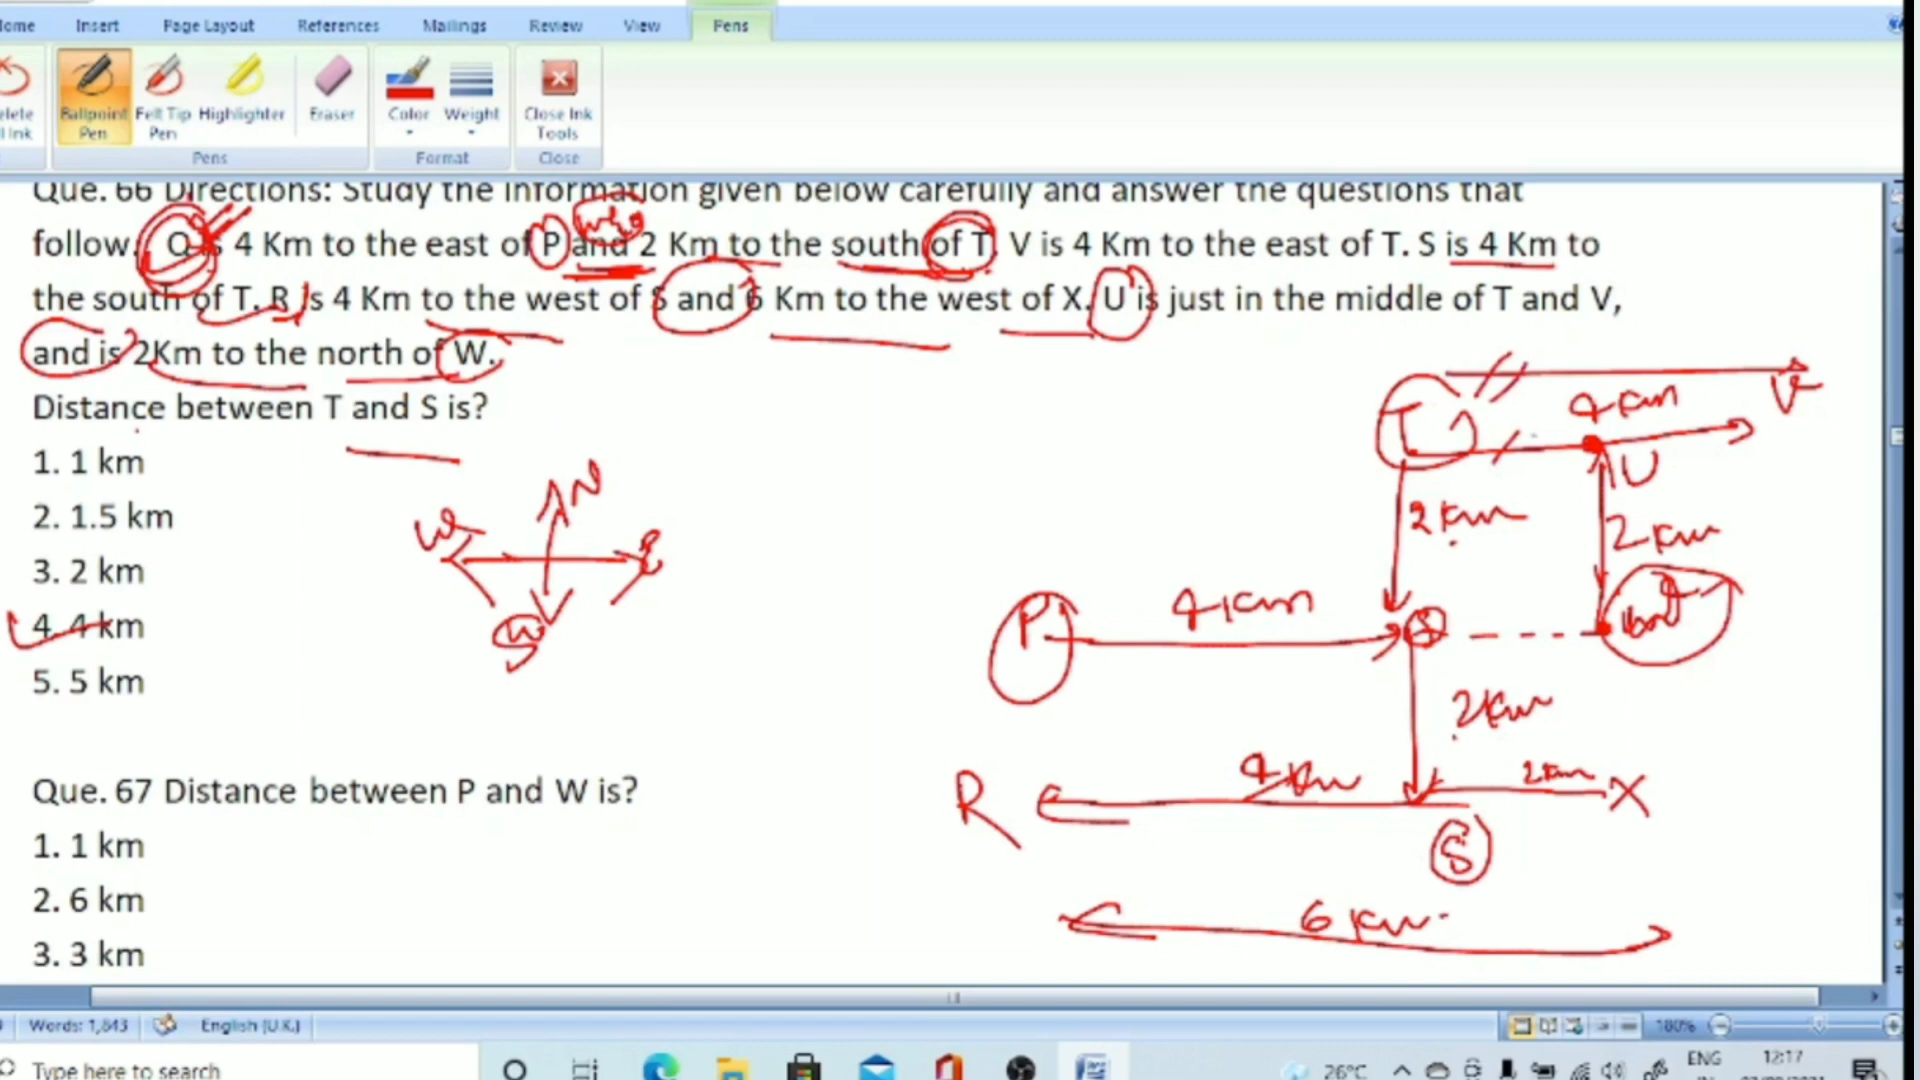 Insert Page Layout References Mailings Review View Pens
Ballpoint Pen
Felt Tip Pen
Highlighter
Eraser
Color
Weight
Close Ink Tools
Pens
Format
Close
Que. 66 Directions: Study the information given below carefully and answer the questions that
follow. Q is 4 Km to the east of P and 2 Km to the south of T. V is 4 Km to the east of T. S is 4 Km to
the south of T. R is 4 Km to the west of S and 6 Km to the west of X. U is just in the middle of T and V,
and is 2Km to the north of W.
Distance between T and S is?
1. 1 km
2. 1.5 km
3. 2 km
4. 4 km
5. 5 km
Que. 67 Distance between P and W is?
1. 1 km
2. 6 km
3. 3 km
N
W
E
S
T
4 km
V
U
2 km
2 km
P
4 km
2 km
R
4 km
2 km
X
S
6 km
Words: 1,843
English (U.K.)
180%
Type here to search
26°C
ENG
12:17